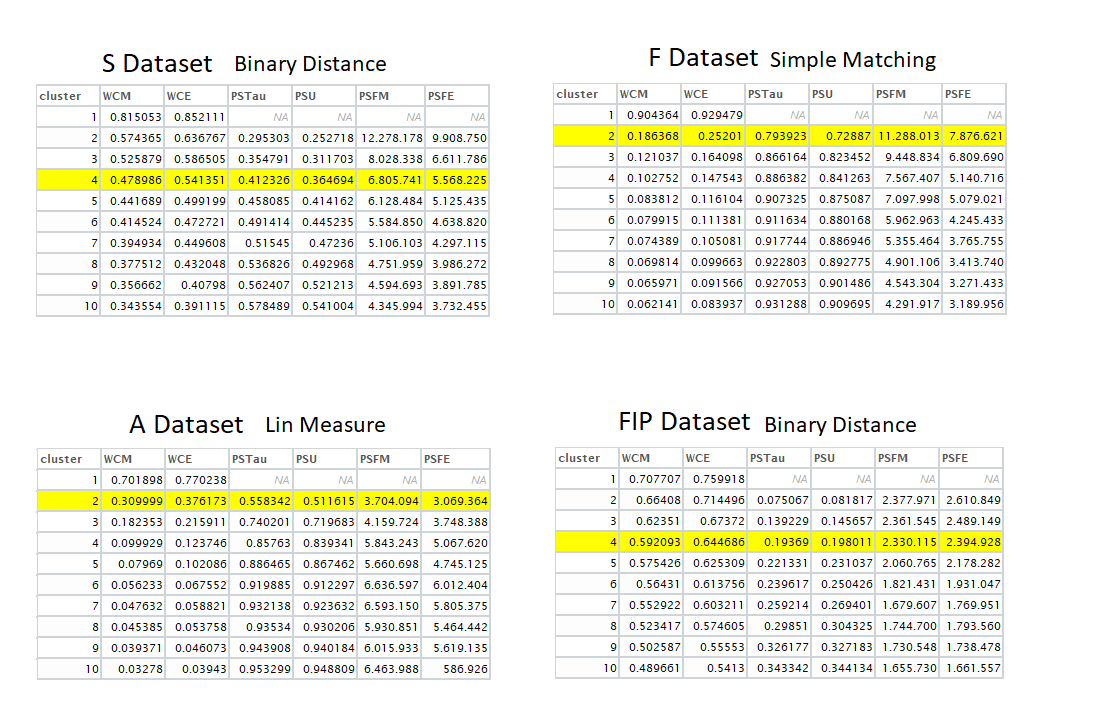 S Dataset Binary Distance
cluster WCM WCE PSTau PSU PSFM PSFE
1 0.815053 0.852111 NA NA NA NA
2 0.574365 0.636767 0.295303 0.252718 12.278.178 9.908.750
3 0.525879 0.586505 0.354791 0.311703 8.028.338 6.611.786
4 0.478986 0.541351 0.412326 0.364694 6.805.741 5.568.225
5 0.441689 0.499199 0.458085 0.414162 6.128.484 5.125.435
6 0.414524 0.472721 0.491414 0.445235 5.584.850 4.638.820
7 0.394934 0.449608 0.51545 0.47236 5.106.103 4.297.115
8 0.377512 0.432048 0.536826 0.492968 4.751.959 3.986.272
9 0.356662 0.40798 0.562407 0.521213 4.594.693 3.891.785
10 0.343554 0.391115 0.578489 0.541004 4.345.994 3.732.455
F Dataset Simple Matching
cluster WCM WCE PSTau PSU PSFM PSFE
1 0.904364 0.929479 NA NA NA NA
2 0.186368 0.25201 0.793923 0.72887 11.288.013 7.876.621
3 0.121037 0.164098 0.866164 0.823452 9.448.834 6.809.690
4 0.102752 0.147543 0.886382 0.841263 7.567.407 5.140.716
5 0.083812 0.116104 0.907325 0.875087 7.097.998 5.079.021
6 0.079915 0.111381 0.911634 0.880168 5.962.963 4.245.433
7 0.074389 0.105081 0.917744 0.886946 5.355.464 3.765.755
8 0.069814 0.099663 0.922803 0.892775 4.901.106 3.413.740
9 0.065971 0.091566 0.927053 0.901486 4.543.304 3.271.433
10 0.062141 0.083937 0.931288 0.909695 4.291.917 3.189.956
A Dataset Lin Measure
cluster WCM WCE PSTau PSU PSFM PSFE
1 0.701898 0.770238 NA NA NA NA
2 0.309999 0.376173 0.558342 0.511615 3.704.094 3.069.364
3 0.182353 0.215911 0.740201 0.719683 4.159.724 3.748.388
4 0.099929 0.123746 0.85763 0.839341 5.843.243 5.067.620
5 0.07969 0.102086 0.886465 0.867462 5.660.698 4.745.125
6 0.056233 0.067552 0.919885 0.912297 6.636.597 6.012.404
7 0.047632 0.058821 0.932138 0.923632 6.593.150 5.805.375
8 0.045385 0.053758 0.93534 0.930206 5.930.851 5.464.442
9 0.039371 0.046073 0.943908 0.940184 6.015.933 5.619.135
10 0.03278 0.03943 0.953299 0.948809 6.463.988 586.926
FIP Dataset Binary Distance
cluster WCM WCE PSTau PSU PSFM PSFE
1 0.707707 0.759918 NA NA NA NA
2 0.66408 0.714496 0.075067 0.081817 2.377.971 2.610.849
3 0.62351 0.67372 0.139229 0.145657 2.361.545 2.489.149
4 0.592093 0.644686 0.19369 0.198011 2.330.115 2.394.928
5 0.575426 0.625309 0.221331 0.231037 2.060.765 2.178.282
6 0.56431 0.613756 0.239617 0.250426 1.821.431 1.931.047
7 0.552922 0.603211 0.259214 0.269401 1.679.607 1.769.951
8 0.523417 0.574605 0.29851 0.304325 1.744.700 1.793.560
9 0.502587 0.55553 0.326177 0.327183 1.730.548 1.738.478
10 0.489661 0.5413 0.343342 0.344134 1.655.730 1.661.557